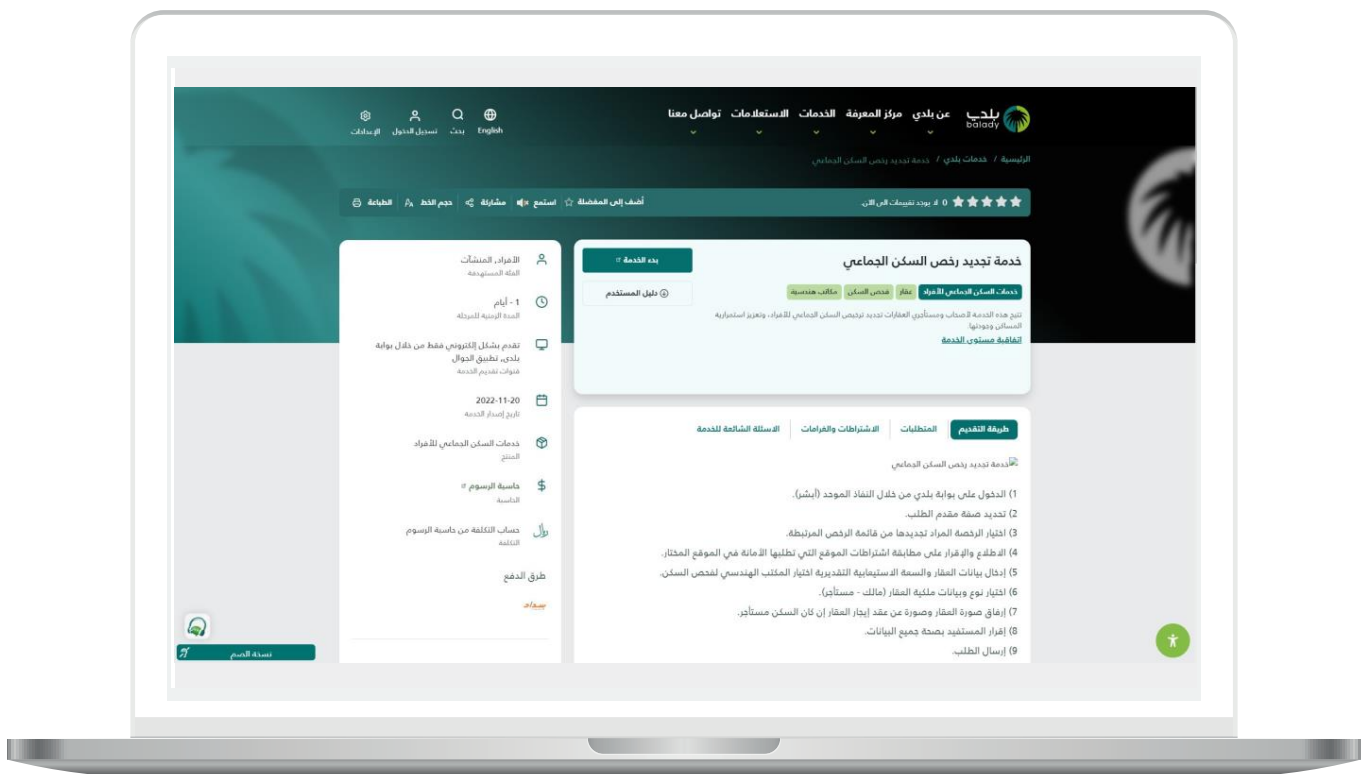 بلدي
balady
عن بلدي
مركز المعرفة
الخدمات
الاستعلامات
تواصل معنا
English
بحث
تسجيل الدخول
الإعدادات
الرئيسية / خدمات بلدي / خدمة تجديد رخص السكن الجماعي
0 لا يوجد تقييمات الى الآن.
أضف إلى المفضلة
استمع
مشاركة
حجم الخط
الطباعة
خدمة تجديد رخص السكن الجماعي
بدء الخدمة
خدمات السكن الجماعي للأفراد
عقار
فحص السكن
مكاتب هندسية
دليل المستخدم
تتيح هذه الخدمة لأصحاب ومستأجري العقارات تجديد ترخيص السكن الجماعي للأفراد، وتعزيز استمرارية
المساكن وجودتها
اتفاقية مستوى الخدمة
طريقة التقديم
المتطلبات
الاشتراطات والغرامات
الاسئلة الشائعة للخدمة
خدمة تجديد رخص السكن الجماعي
1) الدخول على بوابة بلدي من خلال النفاذ الموحد (أبشر).
2) تحديد صفة مقدم الطلب.
3) اختيار الرخصة المراد تجديدها من قائمة الرخص المرتبطة.
4) الاطلاع والإقرار على مطابقة اشتراطات الموقع التي تطلبها الأمانة في الموقع المختار.
5) إدخال بيانات العقار والسعة الاستيعابية التقديرية اختيار المكتب الهندسي لفحص السكن.
6) اختيار نوع وبيانات ملكية العقار (مالك - مستأجر).
7) إرفاق صورة العقار وصورة عن عقد إيجار العقار إن كان السكن مستأجر.
8) إقرار المستفيد بصحة جميع البيانات.
9) إرسال الطلب.
الأفراد, المنشآت
الفئة المستهدفة
1 - أيام
المدة الزمنية للمرحلة
تقدم بشكل إلكتروني فقط من خلال بوابة
بلدي, تطبيق الجوال
قنوات تقديم الخدمة
2022-11-20
تاريخ إصدار الخدمة
خدمات السكن الجماعي للأفراد
المنتج
حاسبة الرسوم
الحاسبة
حساب التكلفة من حاسبة الرسوم
التكلفة
طرق الدفع
سداد
نسخة الصم